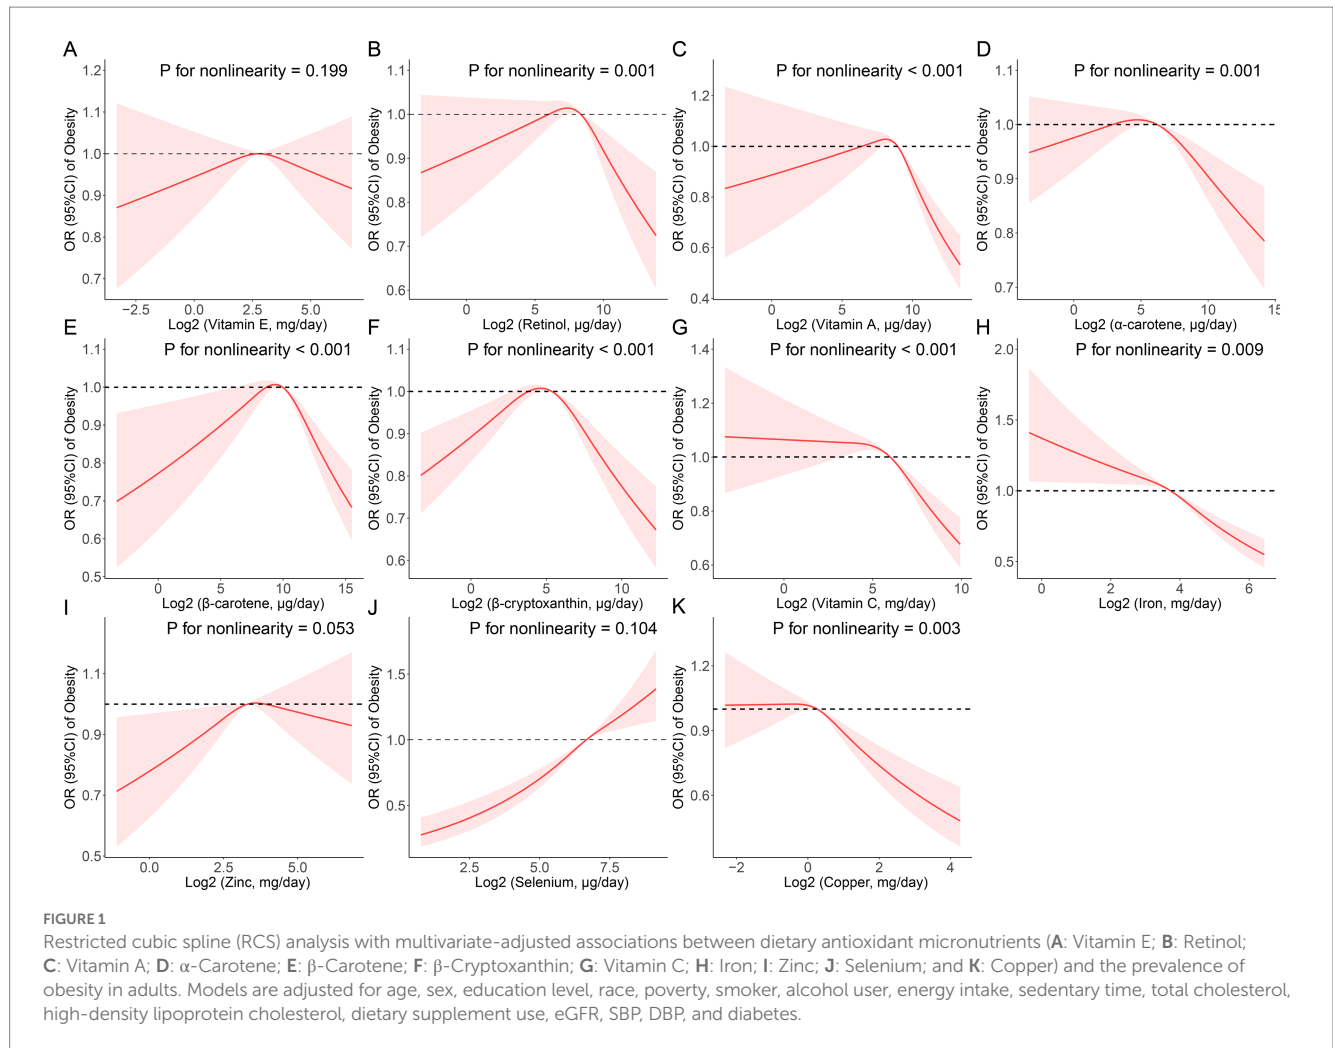 A
P for nonlinearity = 0.199
OR (95%CI) of Obesity
1.2
1.1
1.0
0.9
0.8
0.7
−2.5 0.0 2.5 5.0
Log2 (Vitamin E, mg/day)
B
P for nonlinearity = 0.001
OR (95%CI) of Obesity
1.1
1.0
0.9
0.8
0.7
0.6
0 5 10
Log2 (Retinol, µg/day)
C
P for nonlinearity < 0.001
OR (95%CI) of Obesity
1.2
1.0
0.8
0.6
0.4
0 5 10
Log2 (Vitamin A, µg/day)
D
P for nonlinearity = 0.001
OR (95%CI) of Obesity
1.1
1.0
0.9
0.8
0.7
0 5 10 15
Log2 (α-carotene, µg/day)
E
P for nonlinearity < 0.001
OR (95%CI) of Obesity
1.1
1.0
0.9
0.8
0.7
0.6
0.5
0 5 10 15
Log2 (β-carotene, µg/day)
F
P for nonlinearity < 0.001
OR (95%CI) of Obesity
1.1
1.0
0.9
0.8
0.7
0.6
0 5 10
Log2 (β-cryptoxanthin, µg/day)
G
P for nonlinearity < 0.001
OR (95%CI) of Obesity
1.4
1.2
1.0
0.8
0.6
0 5 10
Log2 (Vitamin C, mg/day)
H
P for nonlinearity = 0.009
OR (95%CI) of Obesity
2.0
1.5
1.0
0.5
0 2 4 6
Log2 (Iron, mg/day)
I
P for nonlinearity = 0.053
OR (95%CI) of Obesity
1.1
1.0
0.9
0.7
0.5
0.0 2.5 5.0
Log2 (Zinc, mg/day)
J
P for nonlinearity = 0.104
OR (95%CI) of Obesity
1.5
1.0
0.5
2.5 5.0 7.5
Log2 (Selenium, µg/day)
K
P for nonlinearity = 0.003
OR (95%CI) of Obesity
1.2
1.0
0.9
0.6
−2 0 2 4
Log2 (Copper, mg/day)
FIGURE 1
Restricted cubic spline (RCS) analysis with multivariate-adjusted associations between dietary antioxidant micronutrients (A: Vitamin E; B: Retinol;
C: Vitamin A; D: α-Carotene; E: β-Carotene; F: β-Cryptoxanthin; G: Vitamin C; H: Iron; I: Zinc; J: Selenium; and K: Copper) and the prevalence of
obesity in adults. Models are adjusted for age, sex, education level, race, poverty, smoker, alcohol user, energy intake, sedentary time, total cholesterol,
high-density lipoprotein cholesterol, dietary supplement use, eGFR, SBP, DBP, and diabetes.